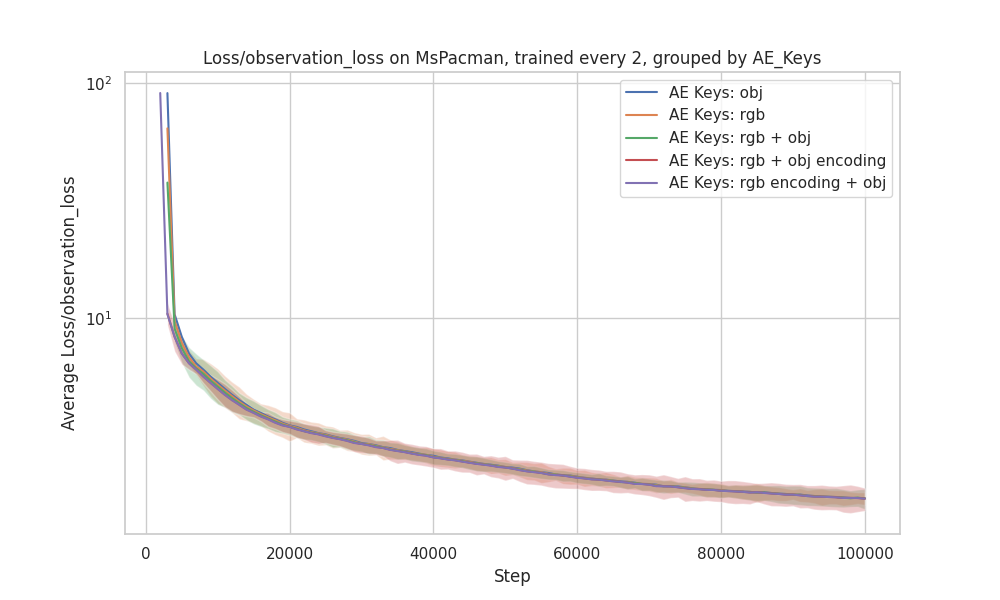 Loss/observation_loss on MsPacman, trained every 2, grouped by AE_Keys
10²
10¹
Average Loss/observation_loss
AE Keys: obj
AE Keys: rgb
AE Keys: rgb + obj
AE Keys: rgb + obj encoding
AE Keys: rgb encoding + obj
0 20000 40000 60000 80000 100000
Step